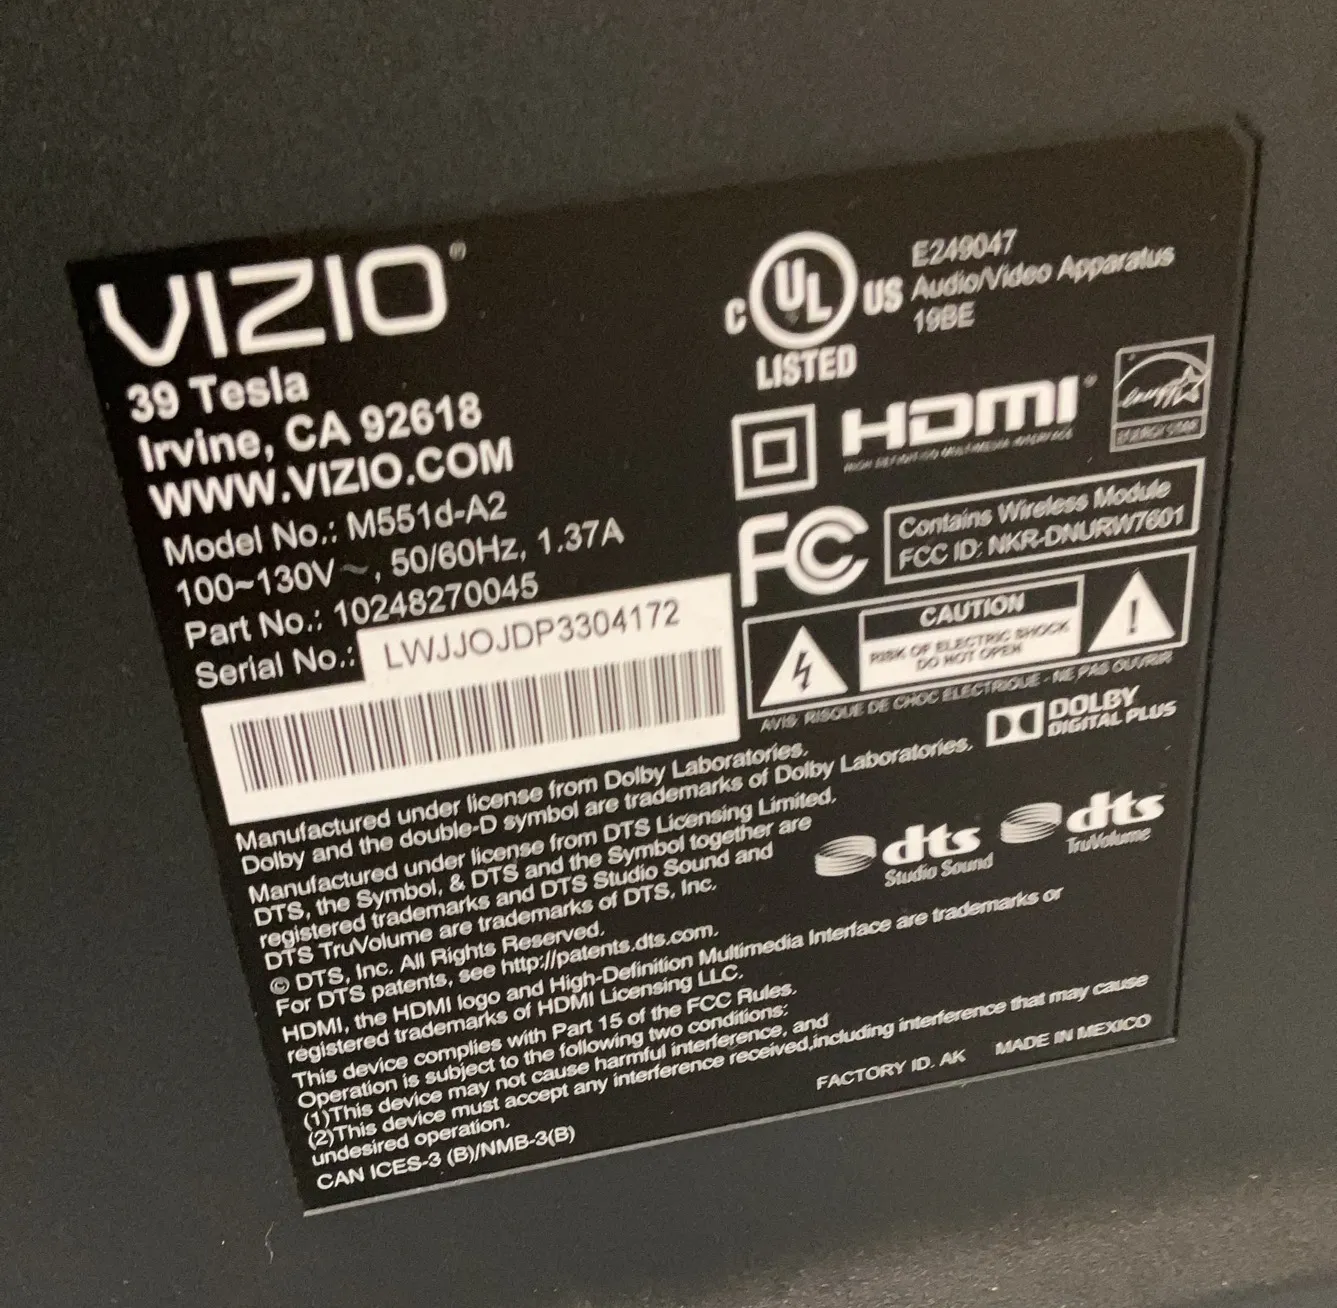 VIZIO®
39 Tesla
Irvine, CA 92618
WWW.VIZIO.COM
Model No.: M551d-A2
100~130V ~, 50/60Hz, 1.37A
Part No.: 10248270045
Serial No.: LWJJOJDP3304172
C UL US
LISTED
E249047
Audio/Video Apparatus
19BE
HDMI®
HIGH DEFINITION MULTIMEDIA INTERFACE
energy
ENERGY STAR
FC
Contains Wireless Module
FCC ID: NKR-DNURW7601
CAUTION
RISK OF ELECTRIC SHOCK
DO NOT OPEN
AVIS: RISQUE DE CHOC ELECTRIQUE - NE PAS OUVRIR
DOLBY
DIGITAL PLUS
Manufactured under license from Dolby Laboratories.
Dolby and the double-D symbol are trademarks of Dolby Laboratories.
Manufactured under license from DTS Licensing Limited.
DTS, the Symbol, & DTS and the Symbol together are
registered trademarks and DTS Studio Sound and
DTS TruVolume are trademarks of DTS, Inc.
© DTS, Inc. All Rights Reserved.
For DTS patents, see http://patents.dts.com.
dts
Studio Sound
dts
TruVolume
HDMI, the HDMI logo and High-Definition Multimedia Interface are trademarks or
registered trademarks of HDMI Licensing LLC.
This device complies with Part 15 of the FCC Rules.
Operation is subject to the following two conditions:
(1)This device may not cause harmful interference, and
(2)This device must accept any interference received,including interference that may cause
undesired operation.
CAN ICES-3 (B)/NMB-3(B)
FACTORY ID. AK MADE IN MEXICO